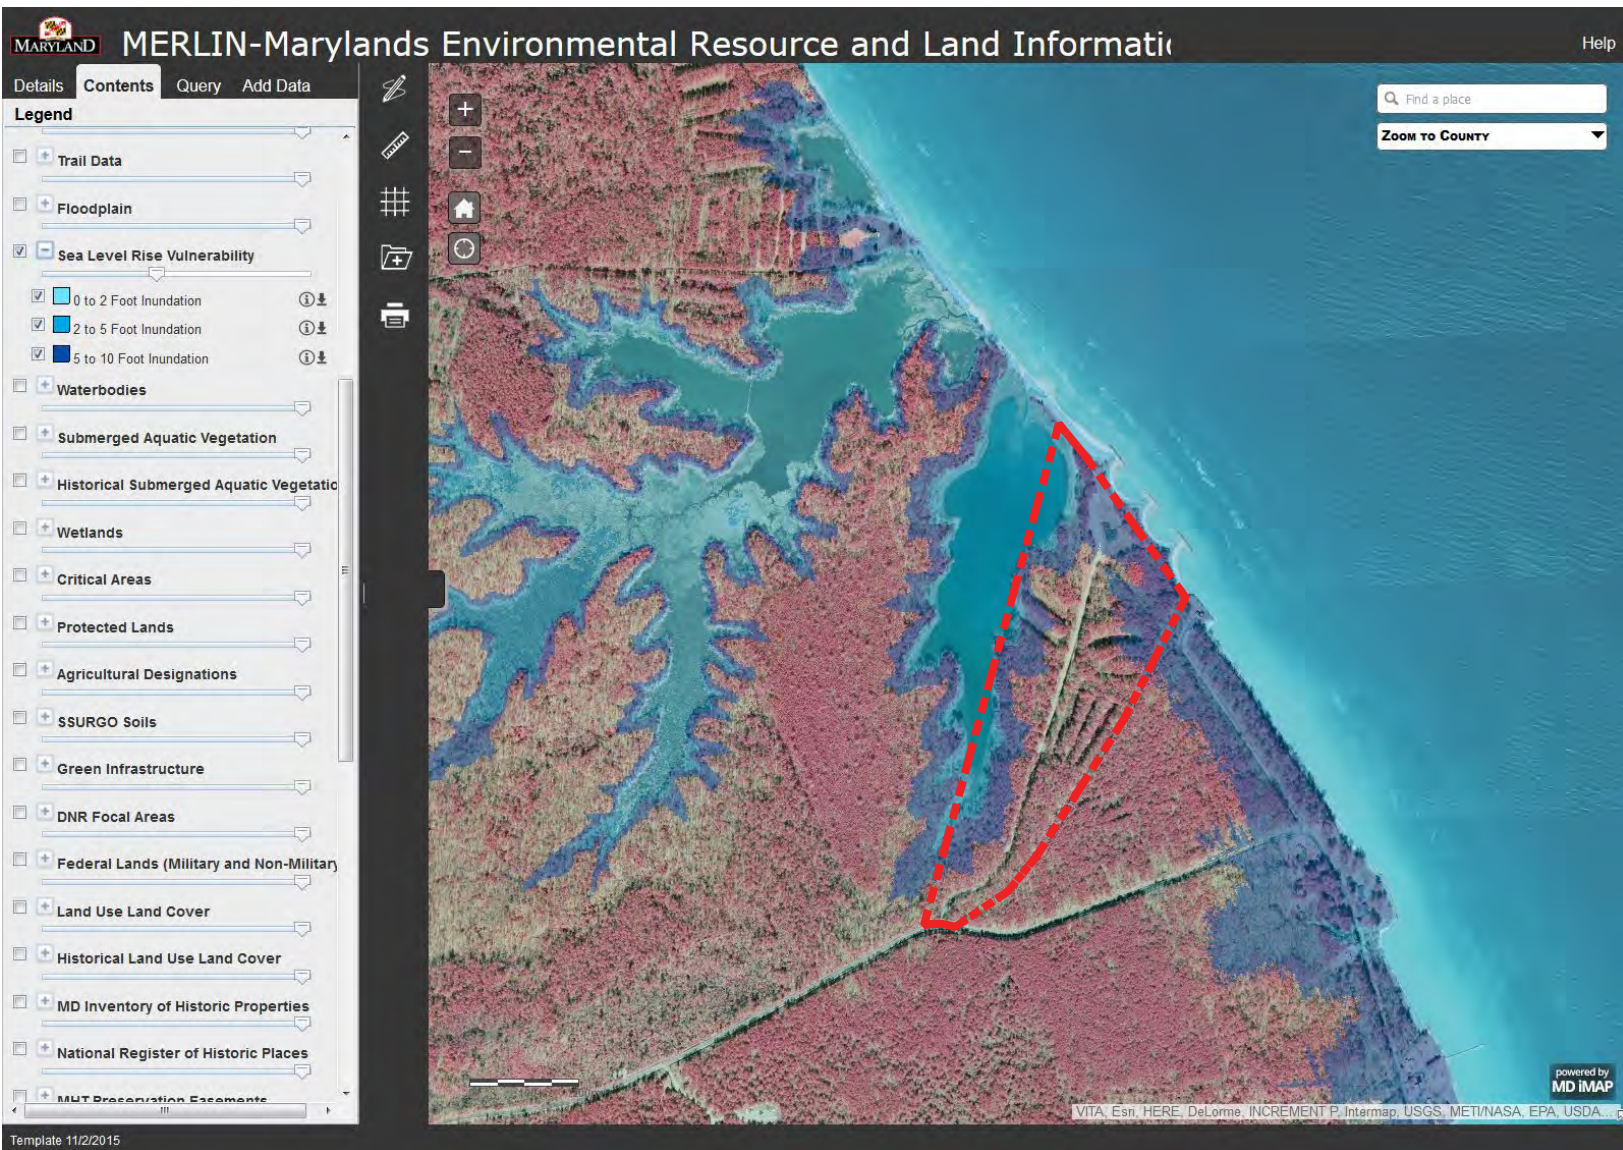 MARYLAND
MERLIN-Marylands Environmental Resource and Land Informati
Help
Details Contents Query Add Data
Legend
Trail Data
Floodplain
Sea Level Rise Vulnerability
0 to 2 Foot Inundation
2 to 5 Foot Inundation
5 to 10 Foot Inundation
Waterbodies
Submerged Aquatic Vegetation
Historical Submerged Aquatic Vegetatio
Wetlands
Critical Areas
Protected Lands
Agricultural Designations
SSURGO Soils
Green Infrastructure
DNR Focal Areas
Federal Lands (Military and Non-Military
Land Use Land Cover
Historical Land Use Land Cover
MD Inventory of Historic Properties
National Register of Historic Places
MHT Preservation Easements
Template 11/2/2015
Find a place
ZOOM TO COUNTY
powered by
MD iMAP
VITA, Esri, HERE, DeLorme, INCREMENT P, Intermap, USGS, METI/NASA, EPA, USDA...